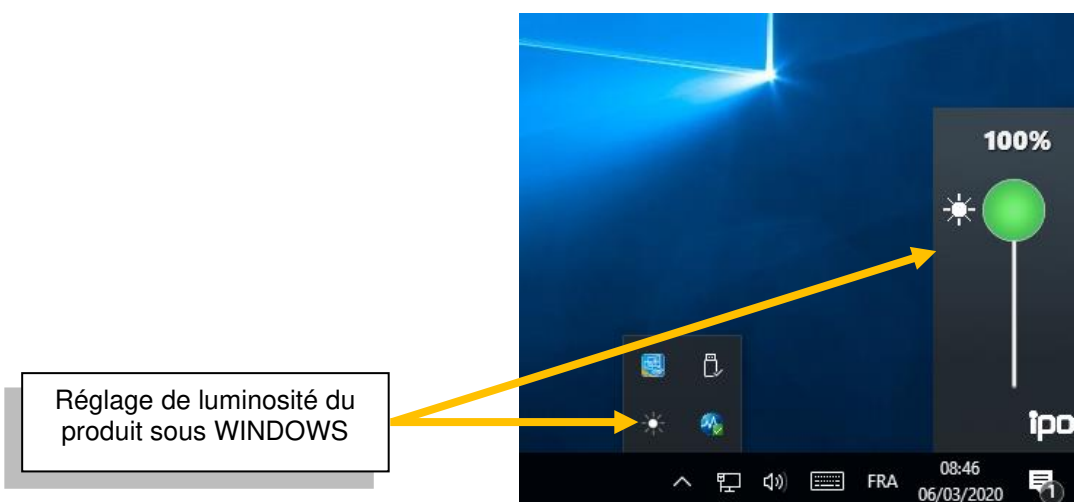 100%
Réglage de luminosité du
produit sous WINDOWS
ipo
FRA
08:46
06/03/2020
1